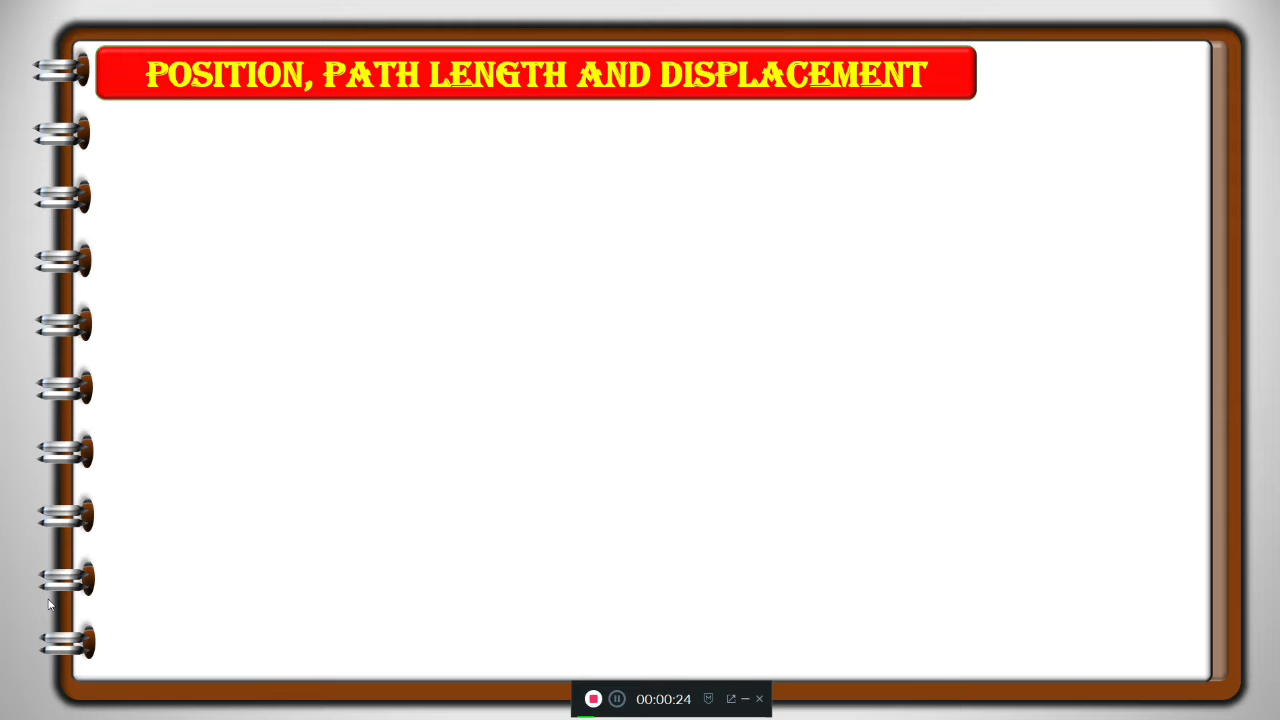 POSITION, PATH LENGTH AND DISPLACEMENT
00:00:24